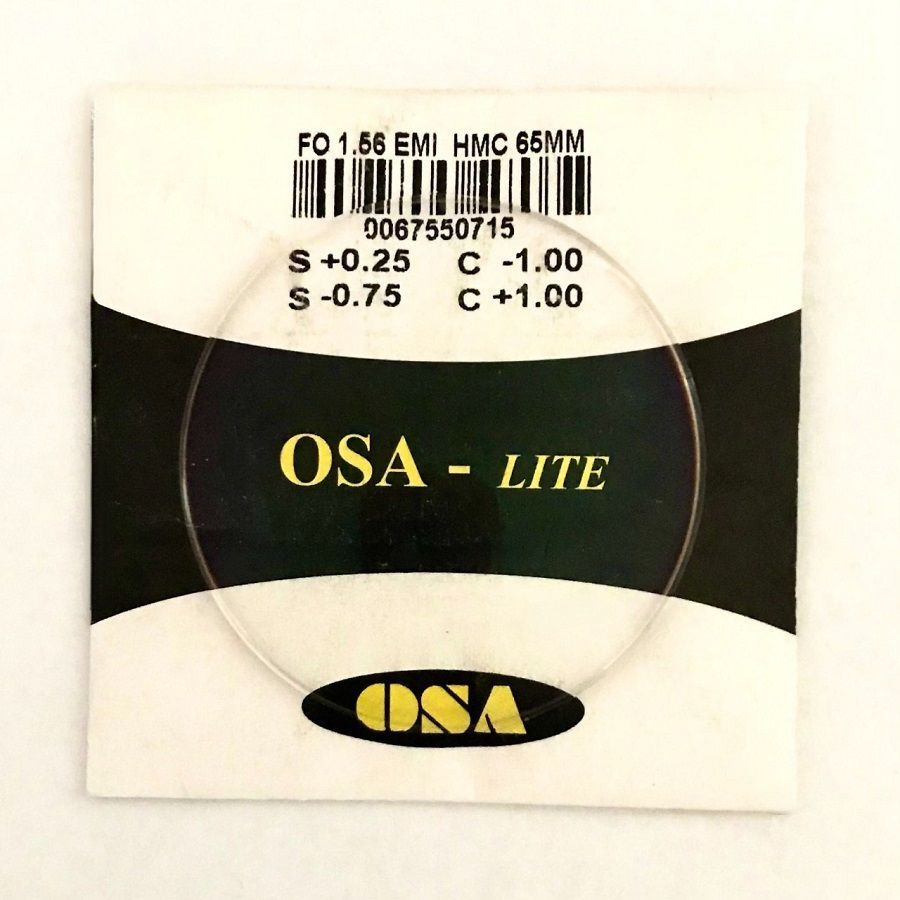 FO 1.56 EMI HMC 65MM
0067550715
S +0.25 C -1.00
S -0.75 C +1.00
OSA - LITE
OSA